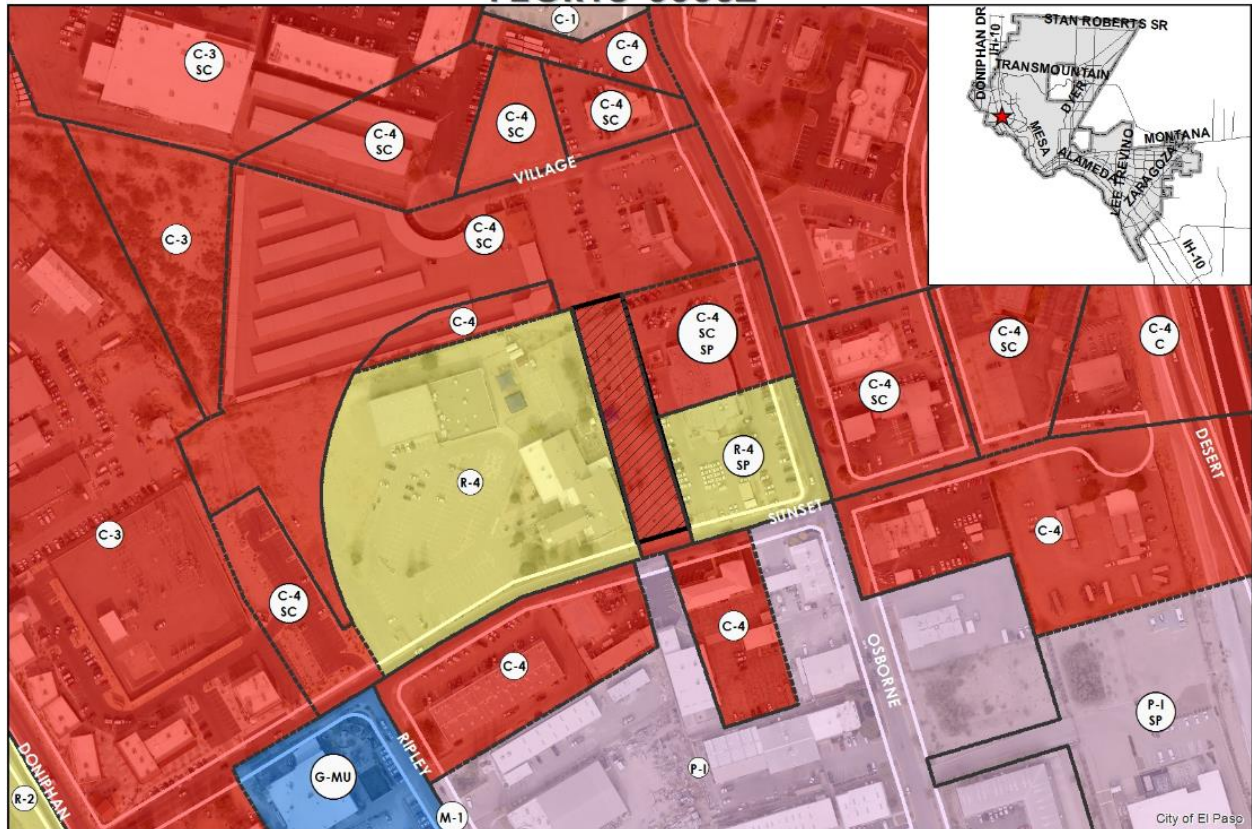 C-1
C-3
SC
C-4
C
C-4
SC
C-4
SC
C-4
SC
VILLAGE
C-3
C-4
SC
C-4
C-4
SC
SP
C-4
SC
C-4
SC
C-4
C
R-4
R-4
SP
SUNSET
DESERT
C-3
C-4
SC
C-4
C-4
C-4
OSBORNE
RIPLEY
DONIPHAN
R-2
G-MU
M-1
P-I
P-I
SP
STAN ROBERTS SR
DONIPHAN DR
IH-10
TRANSMOUNTAIN
DYER
MESA
MONTANA
ALAMEDA
LEE TREVINO
ZARAGOZA
IH-10
City of El Paso